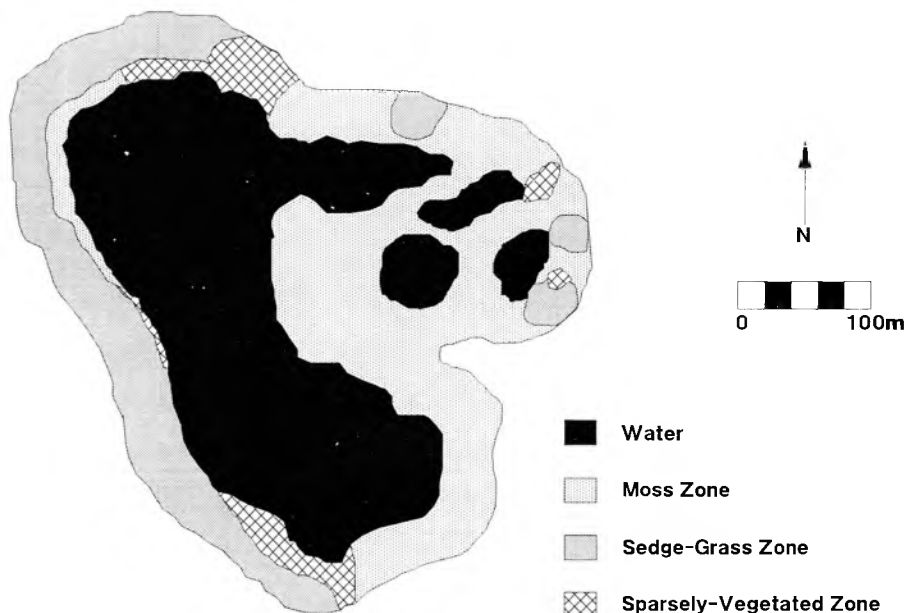 N
0 100m
Water
Moss Zone
Sedge-Grass Zone
Sparsely-Vegetated Zone